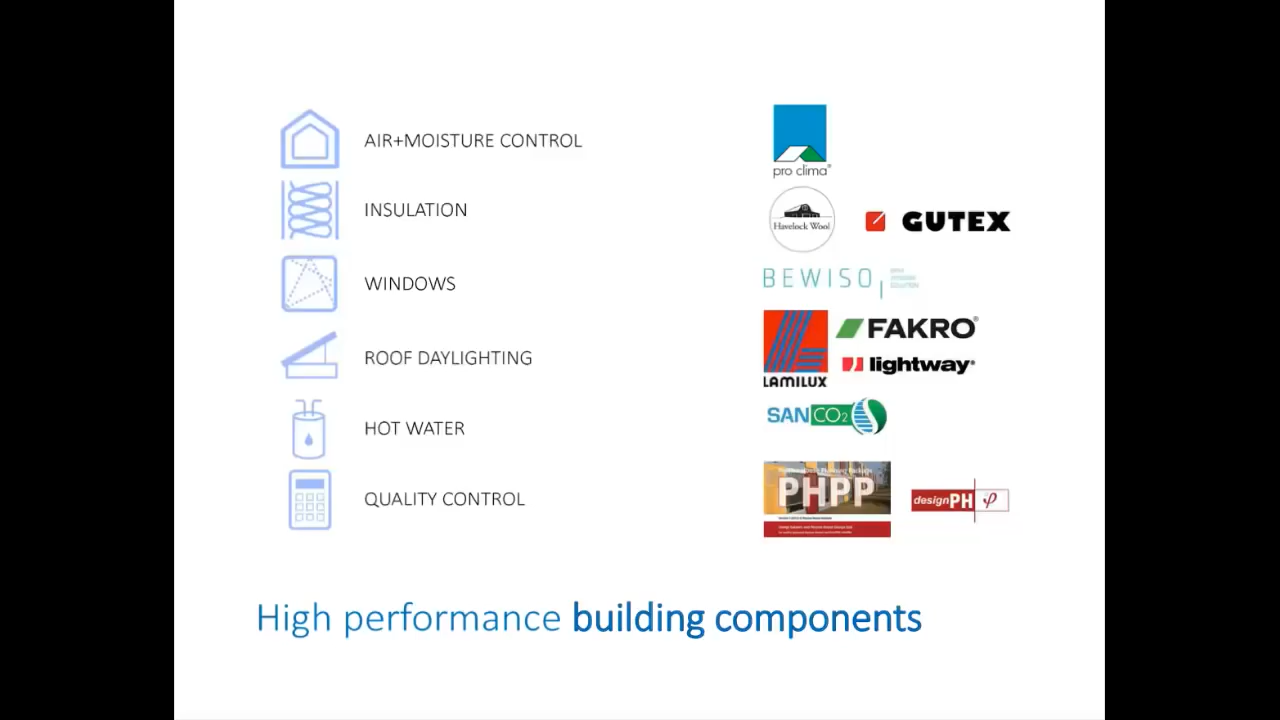 AIR+MOISTURE CONTROL
pro clima®
INSULATION
Havelock Wool
GUTEX
WINDOWS
BEWISO
ROOF DAYLIGHTING
LAMILUX
FAKRO®
lightway®
HOT WATER
SANCO2
QUALITY CONTROL
PHPP
designPH
High performance building components